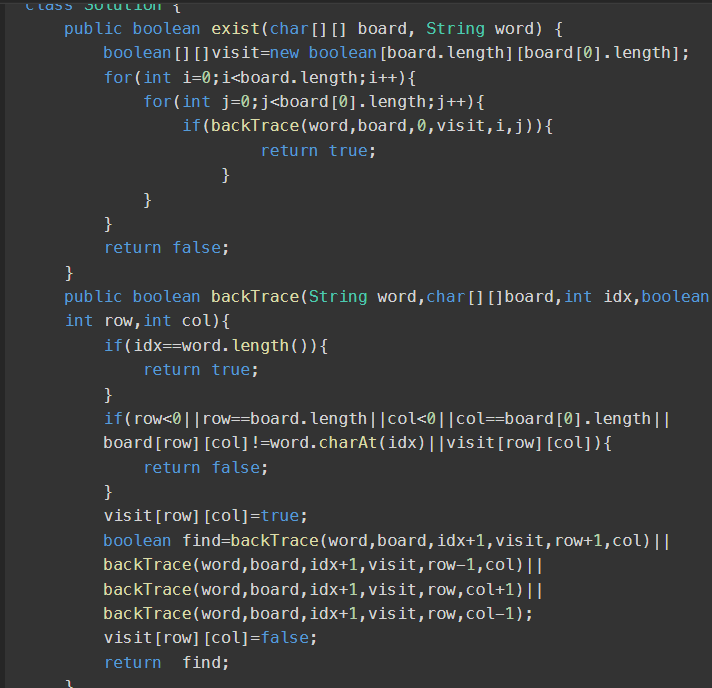 class Solution {
public boolean exist(char[][] board, String word) {
boolean[][]visit=new boolean[board.length][board[0].length];
for(int i=0;i<board.length;i++){
for(int j=0;j<board[0].length;j++){
if(backTrace(word,board,0,visit,i,j)){
return true;
}
}
}
return false;
}
public boolean backTrace(String word,char[][]board,int idx,boolean
int row,int col){
if(idx==word.length()){
return true;
}
if(row<0||row==board.length||col<0||col==board[0].length||
board[row][col]!=word.charAt(idx)||visit[row][col]){
return false;
}
visit[row][col]=true;
boolean find=backTrace(word,board,idx+1,visit,row+1,col)||
backTrace(word,board,idx+1,visit,row-1,col)||
backTrace(word,board,idx+1,visit,row,col+1)||
backTrace(word,board,idx+1,visit,row,col-1);
visit[row][col]=false;
return  find;
}